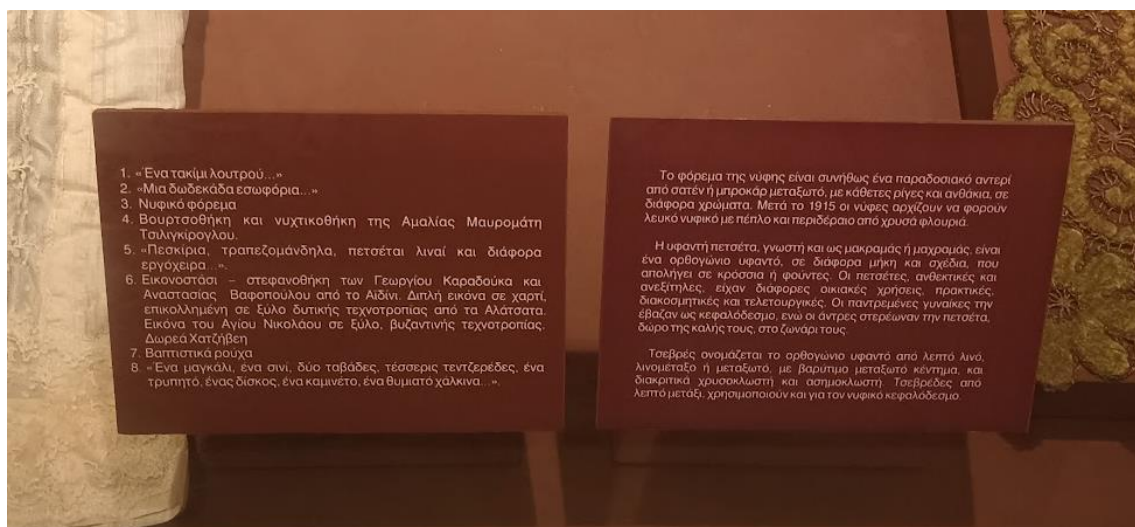 1. «Ένα τακίμι λουτρού...»
2. «Μια δωδεκάδα εσωφόρια...»
3. Νυφικό φόρεμα
4. Βουρτσοθήκη και νυχτικοθήκη της Αμαλίας Μαυρομάτη
Τσιλιγκίρογλου.
5. «Πεσκίρια, τραπεζομάνδηλα, πετσέται λιναί και διάφορα
εργόχειρα...».
6. Εικονοστάσι – στεφανοθήκη των Γεωργίου Καραδούκα και
Αναστασίας Βαφοπούλου από το Αϊδίνι. Διπλή εικόνα σε χαρτί,
επικολλημένη σε ξύλο δυτικής τεχνοτροπίας από τα Αλάτσατα.
Εικόνα του Αγίου Νικολάου σε ξύλο, βυζαντινής τεχνοτροπίας.
Δωρεά Χατζήβεη
7. Βαπτιστικά ρούχα
8. «Ένα μαγκάλι, ένα σινί, δύο ταβάδες, τέσσερις τεντζερέδες, ένα
τρυπητό, ένας δίσκος, ένα καμινέτο, ένα θυμιατό χάλκινα...».
Το φόρεμα της νύφης είναι συνήθως ένα παραδοσιακό αντερί
από σατέν ή μπροκάρ μεταξωτό, με κάθετες ρίγες και ανθάκια, σε
διάφορα χρώματα. Μετά το 1915 οι νύφες αρχίζουν να φορούν
λευκό νυφικό με πέπλο και περιδέραιο από χρυσά φλουριά.
Η υφαντή πετσέτα, γνωστή και ως μακραμάς ή μαχραμάς, είναι
ένα ορθογώνιο υφαντό, σε διάφορα μήκη και σχέδια, που
απολήγει σε κρόσσια ή φούντες. Οι πετσέτες, ανθεκτικές και
ανεξίτηλες, είχαν διάφορες οικιακές χρήσεις, πρακτικές,
διακοσμητικές και τελετουργικές. Οι παντρεμένες γυναίκες την
έβαζαν ως κεφαλόδεσμο, ενώ οι άντρες στερέωναν την πετσέτα,
δώρο της καλής τους, στο ζωνάρι τους.
Τσεβρές ονομάζεται το ορθογώνιο υφαντό από λεπτό λινό,
λινομέταξο ή μεταξωτό, με βαρύτιμο μεταξωτό κέντημα, και
διακριτικά χρυσοκλωστή και ασημοκλωστή. Τσεβρέδες από
λεπτό μετάξι, χρησιμοποιούν και για τον νυφικό κεφαλόδεσμο.